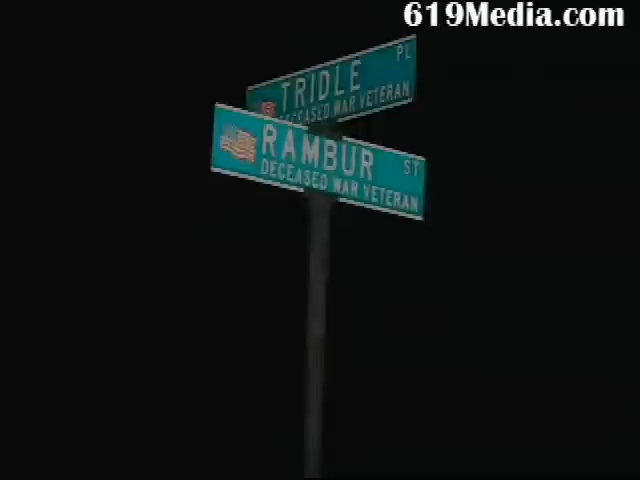 619Media.com
TRIDLE PL
DECEASED WAR VETERAN
RAMBUR ST
DECEASED WAR VETERAN